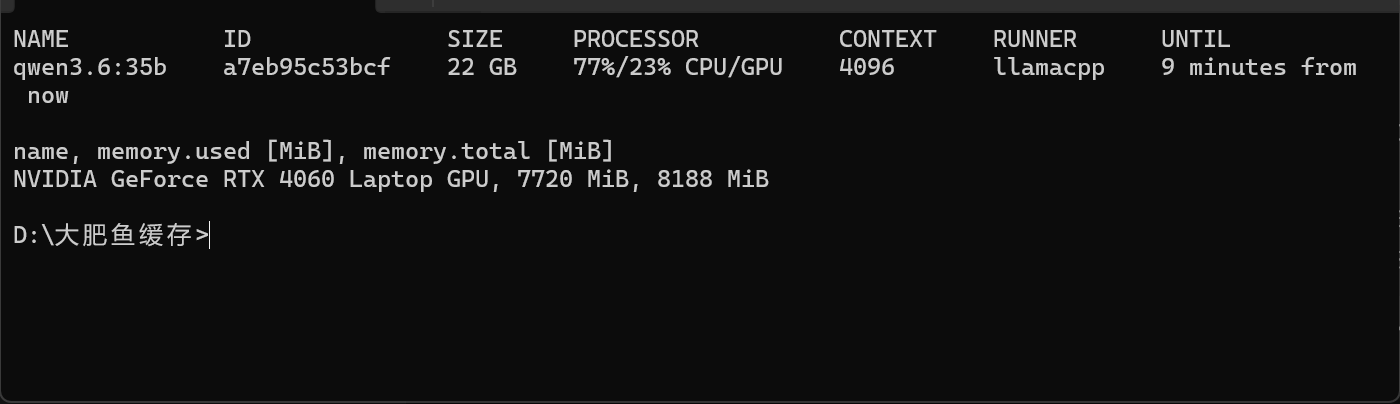 NAME ID SIZE PROCESSOR CONTEXT RUNNER UNTIL
qwen3.6:35b a7eb95c53bcf 22 GB 77%/23% CPU/GPU 4096 llamacpp 9 minutes from
now
name, memory.used [MiB], memory.total [MiB]
NVIDIA GeForce RTX 4060 Laptop GPU, 7720 MiB, 8188 MiB
D:\大肥鱼缓存>